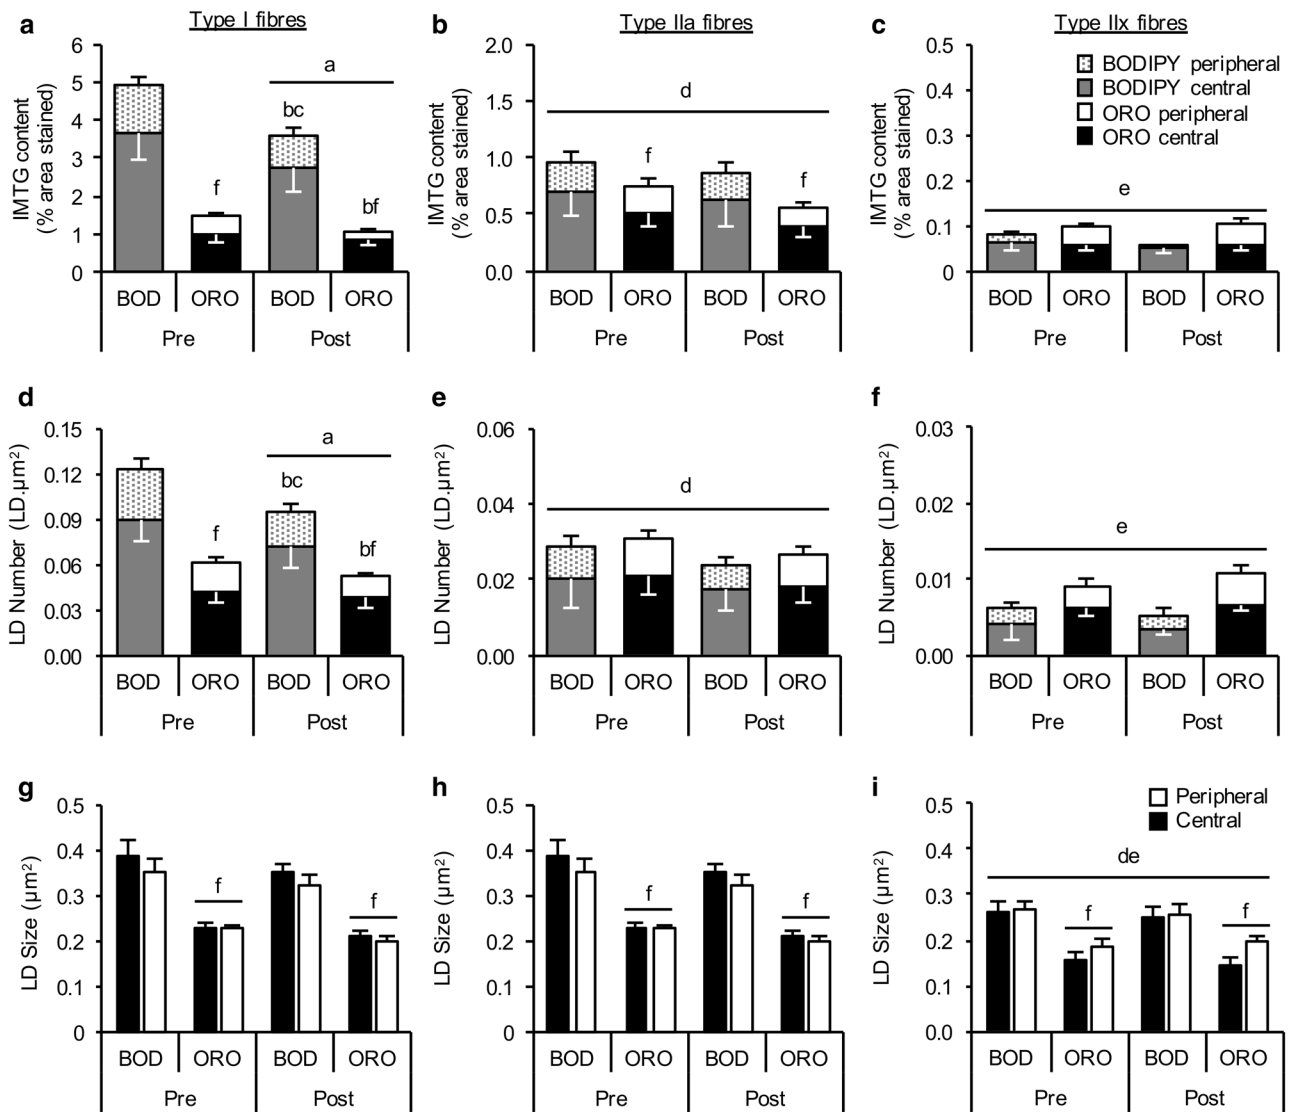 a
Type I fibres
IMTG content
(% area stained)
6
5
4
3
2
1
0
f
bc
a
bf
BOD
ORO
BOD
ORO
Pre
Post
b
Type IIa fibres
IMTG content
(% area stained)
2.0
1.5
1.0
0.5
0.0
d
f
f
BOD
ORO
BOD
ORO
Pre
Post
c
Type IIx fibres
IMTG content
(% area stained)
0.5
0.4
0.3
0.2
0.1
0
BODIPY peripheral
BODIPY central
ORO peripheral
ORO central
e
BOD
ORO
BOD
ORO
Pre
Post
d
LD Number (LD.µm²)
0.15
0.12
0.09
0.06
0.03
0.00
f
bc
a
bf
BOD
ORO
BOD
ORO
Pre
Post
e
LD Number (LD.µm²)
0.06
0.04
0.02
0.00
d
BOD
ORO
BOD
ORO
Pre
Post
f
LD Number (LD.µm²)
0.03
0.02
0.01
0.00
e
BOD
ORO
BOD
ORO
Pre
Post
g
LD Size (µm²)
0.5
0.4
0.3
0.2
0.1
0
f
f
BOD
ORO
BOD
ORO
Pre
Post
h
LD Size (µm²)
0.5
0.4
0.3
0.2
0.1
0
f
f
BOD
ORO
BOD
ORO
Pre
Post
i
LD Size (µm²)
0.5
0.4
0.3
0.2
0.1
0.0
Peripheral
Central
de
f
f
BOD
ORO
BOD
ORO
Pre
Post